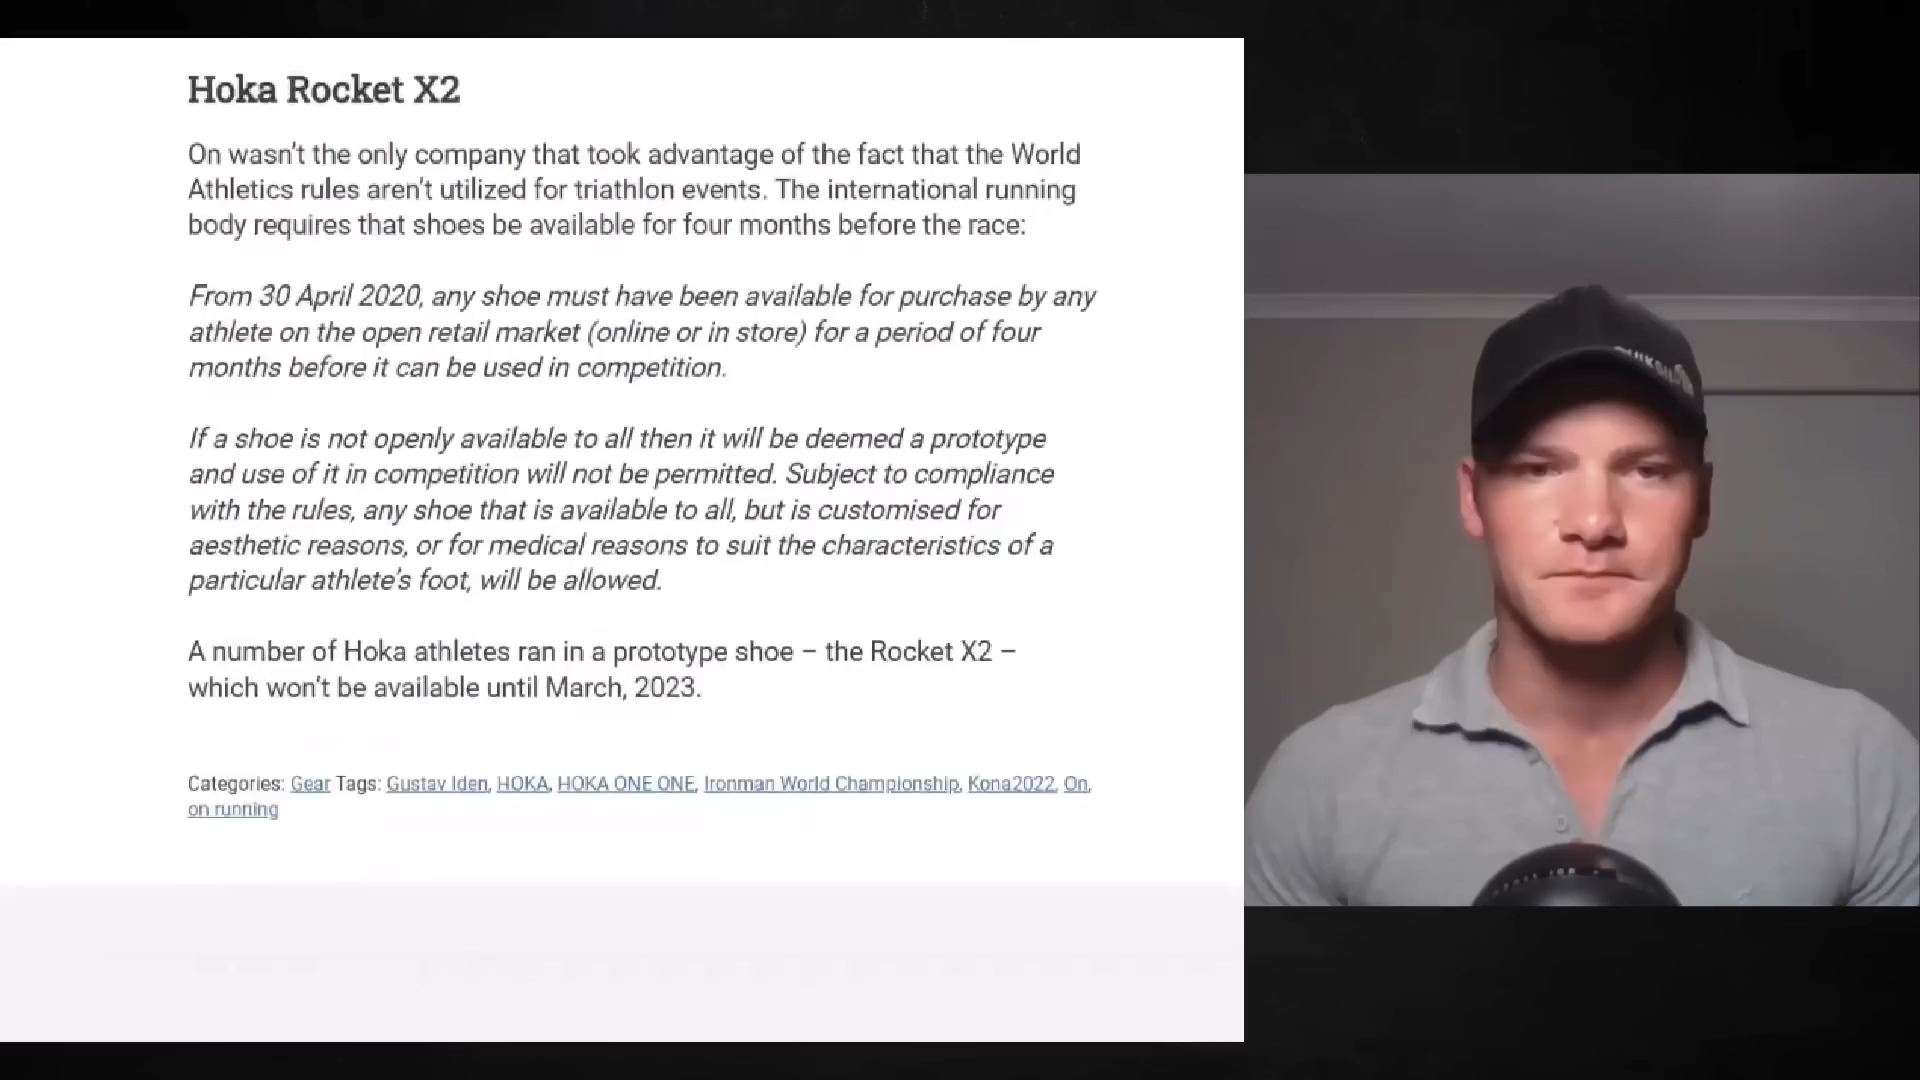 Hoka Rocket X2
On wasn't the only company that took advantage of the fact that the World
Athletics rules aren't utilized for triathlon events. The international running
body requires that shoes be available for four months before the race:
From 30 April 2020, any shoe must have been available for purchase by any
athlete on the open retail market (online or in store) for a period of four
months before it can be used in competition.
If a shoe is not openly available to all then it will be deemed a prototype
and use of it in competition will not be permitted. Subject to compliance
with the rules, any shoe that is available to all, but is customised for
aesthetic reasons, or for medical reasons to suit the characteristics of a
particular athlete's foot, will be allowed.
A number of Hoka athletes ran in a prototype shoe – the Rocket X2 –
which won't be available until March, 2023.
Categories: Gear Tags: Gustav Iden, HOKA, HOKA ONE ONE, Ironman World Championship, Kona2022, On,
on running